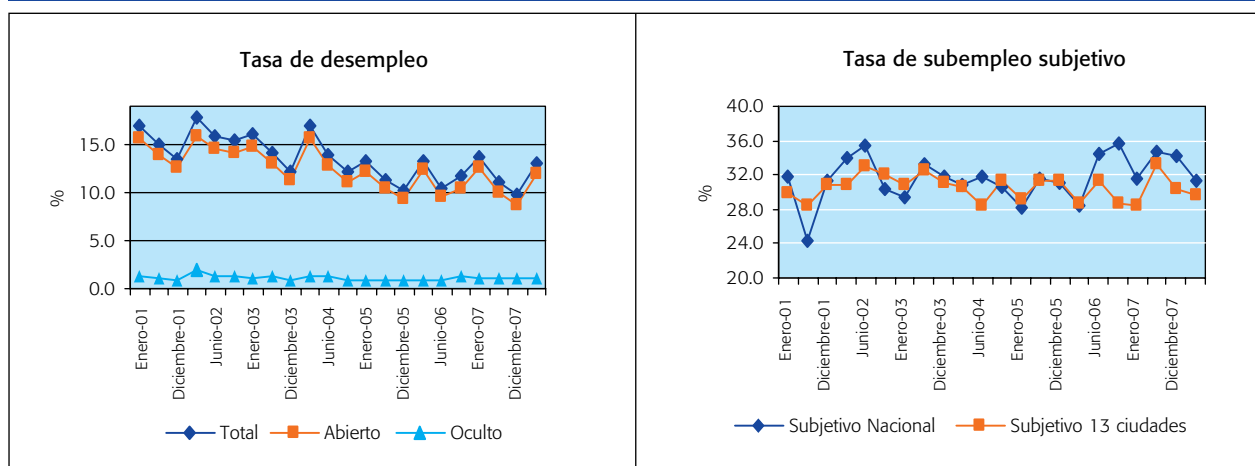 Tasa de desempleo
%
15.0
10.0
5.0
0.0
Enero-01
Diciembre-01
Junio-02
Enero-03
Diciembre-03
Junio-04
Enero-05
Diciembre-05
Junio-06
Enero-07
Diciembre-07
Total Abierto Oculto
Tasa de subempleo subjetivo
%
40.0
36.0
32.0
28.0
24.0
20.0
Enero-01
Diciembre-01
Junio-02
Enero-03
Diciembre-03
Junio-04
Enero-05
Diciembre-05
Junio-06
Enero-07
Diciembre-07
Subjetivo Nacional Subjetivo 13 ciudades